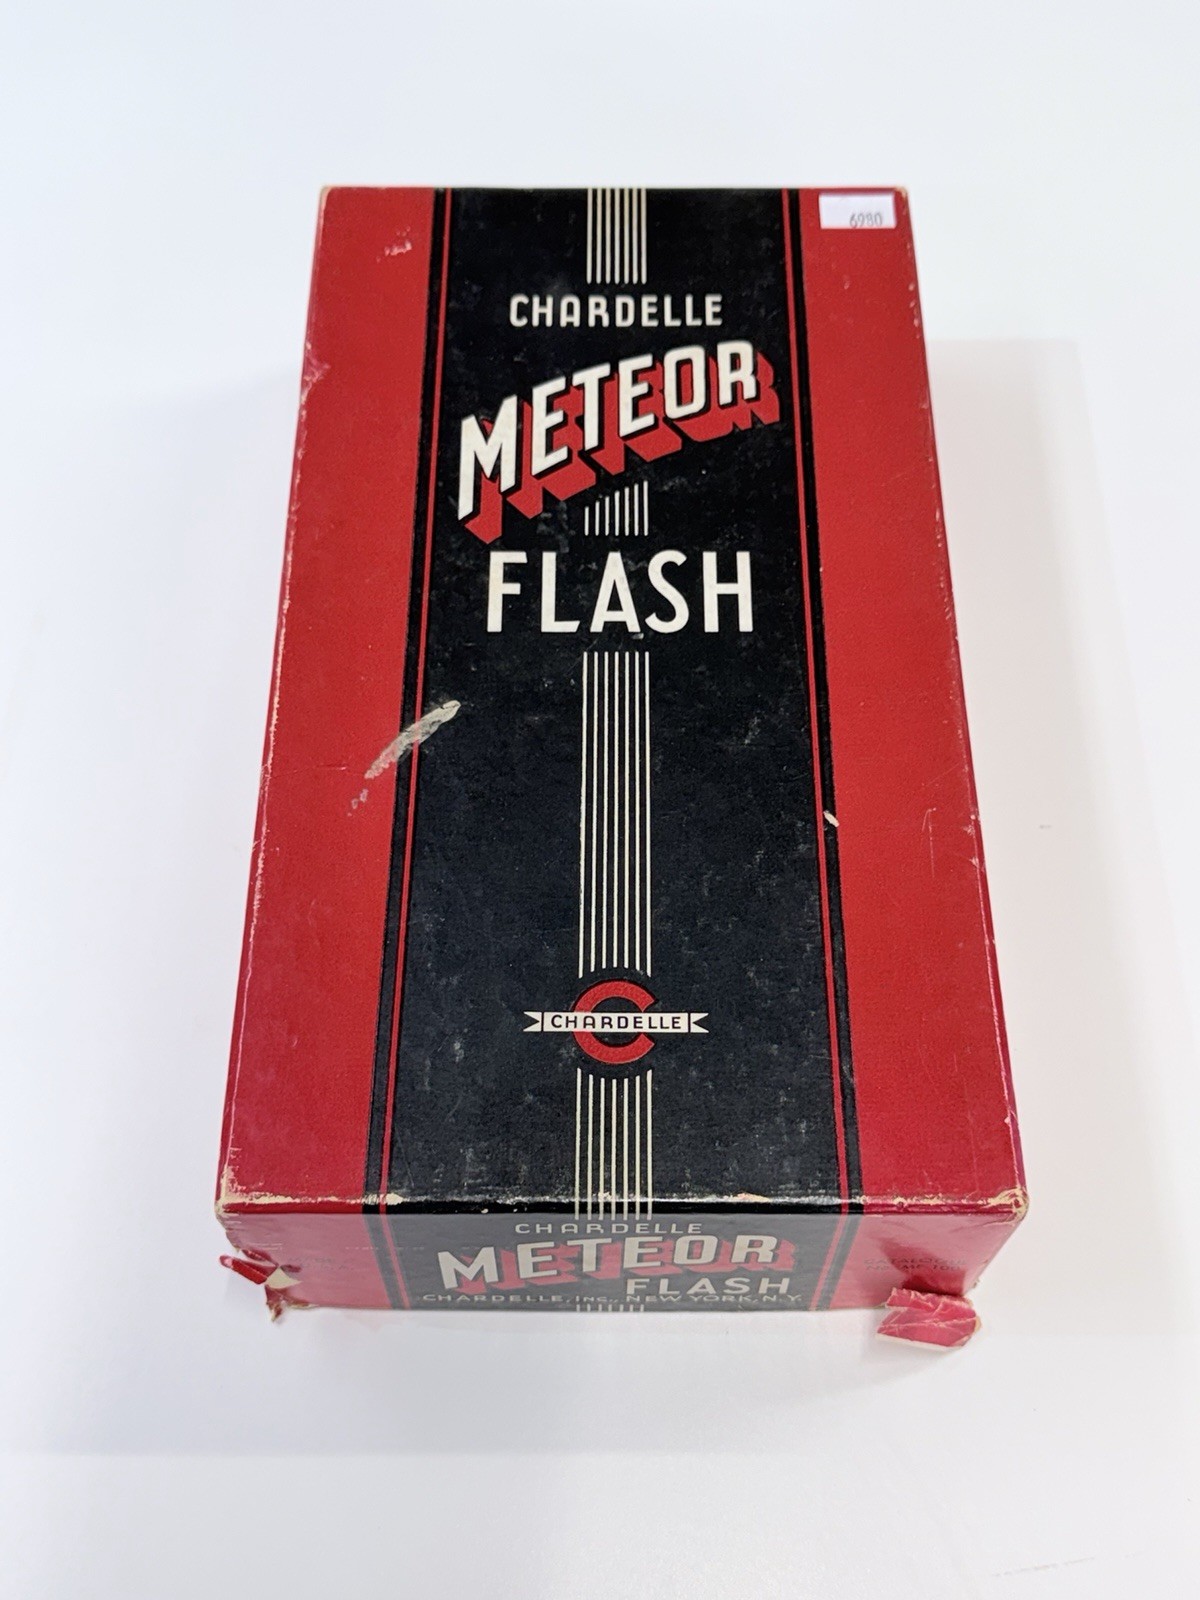 6980
CHARDELLE
METEOR
FLASH
CHARDELLE
CHARDELLE
METEOR
FLASH
CHARDELLE, INC., NEW YORK, N.Y.